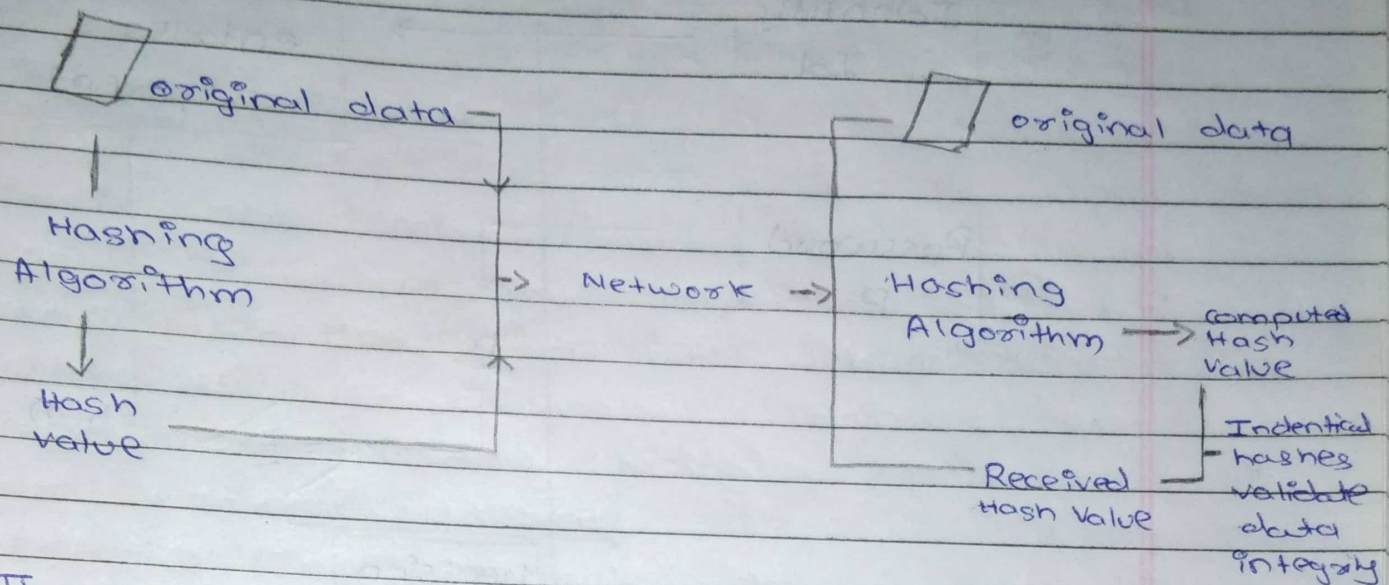 original data
Hashing
Algorithm
Hash
value
Network
original data
Hashing
Algorithm
computed
Hash
value
Received
Hash Value
Indentical
hashes
validate
data
integrity
II